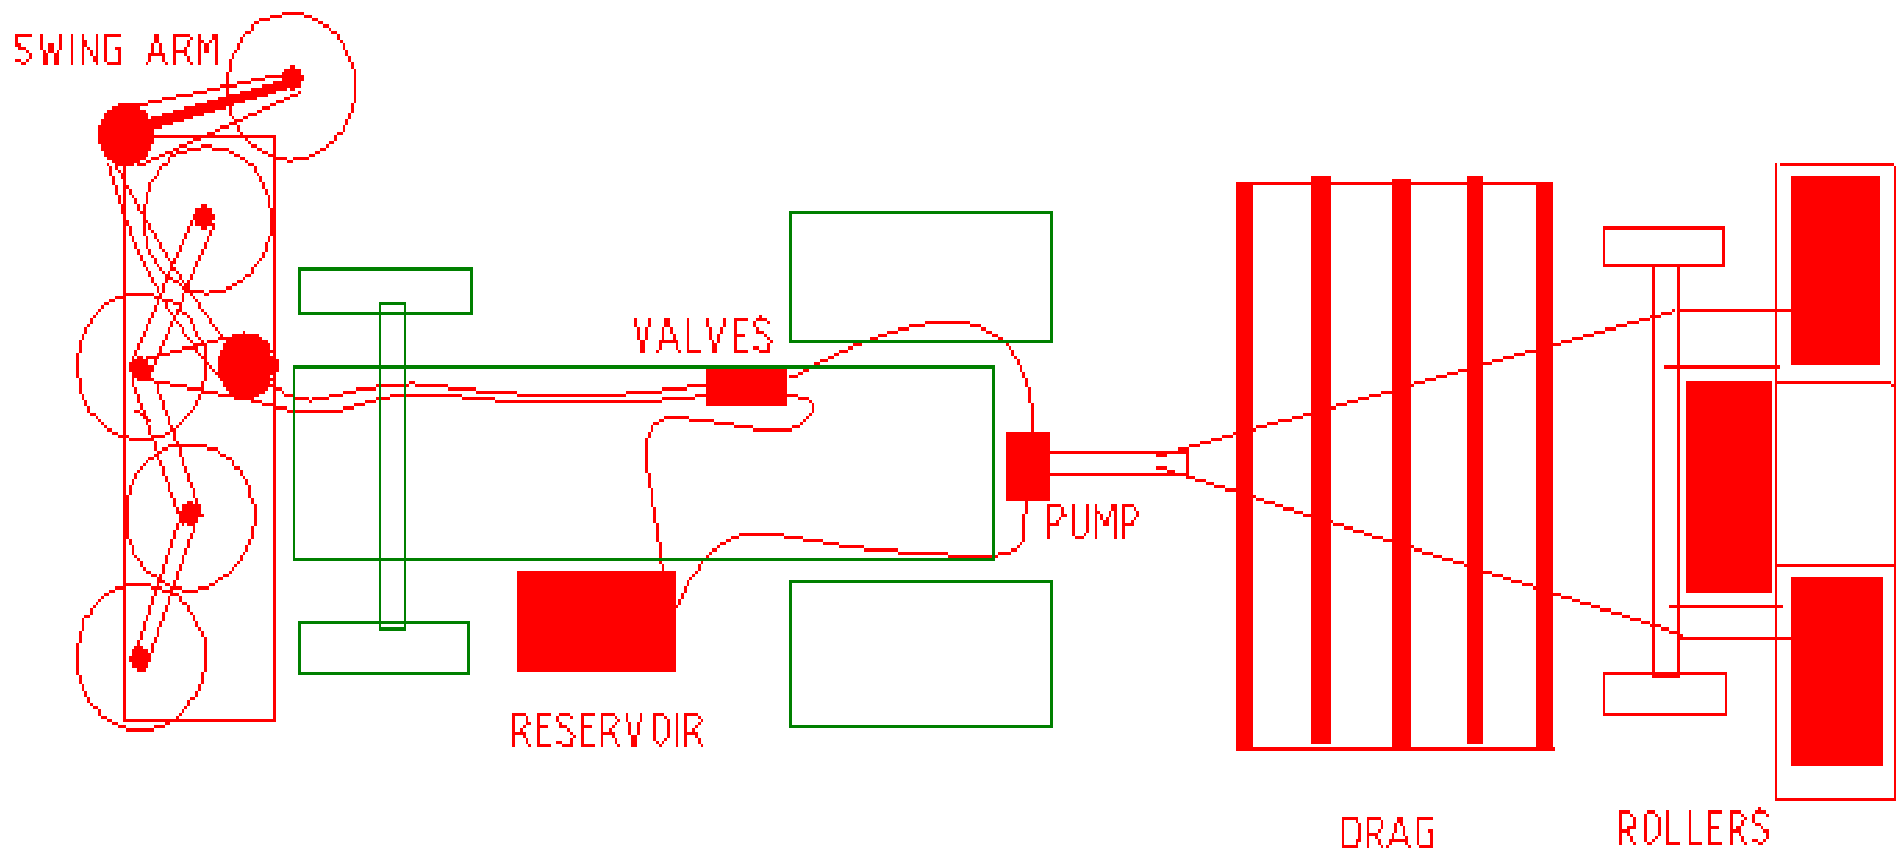 SWING ARM
VALVES
PUMP
RESERVOIR
DRAG
ROLLERS